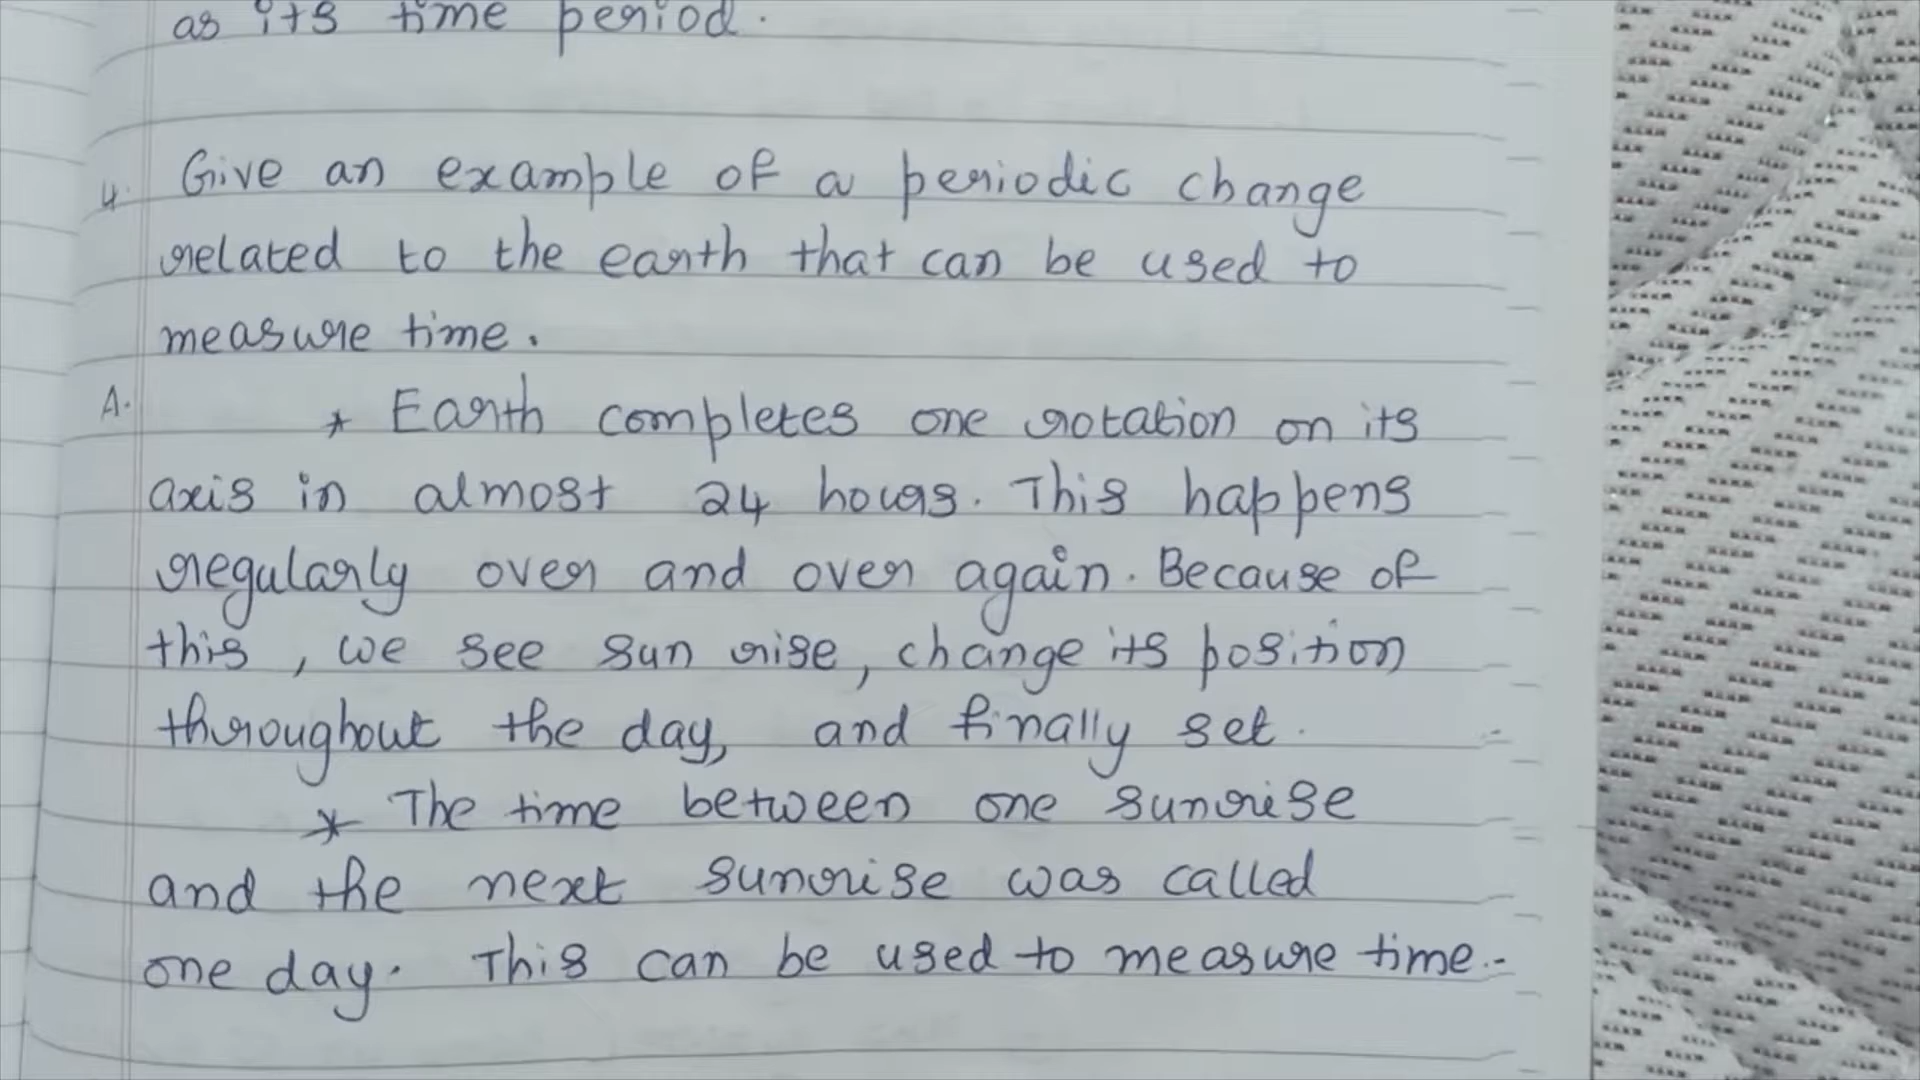 as its time period.
4. Give an example of a periodic change
related to the earth that can be used to
measure time.
A. * Earth completes one rotation on its
axis in almost 24 hours. This happens
regularly over and over again. Because of
this, we see sun rise, change its position
throughout the day, and finally set.
* The time between one sunrise
and the next sunrise was called
one day. This can be used to measure time.